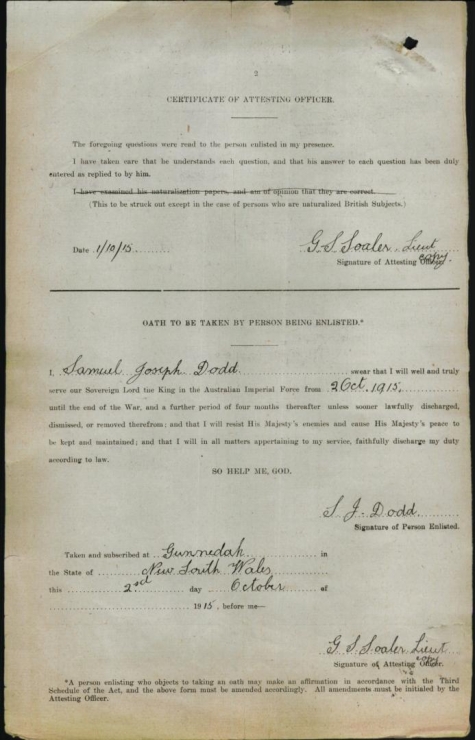 2
CERTIFICATE OF ATTESTING OFFICER.
The foregoing questions were read to the person enlisted in my presence.
I have taken care that he understands each question, and that his answer to each question has been duly
entered as replied to by him.
I have examined his naturalization papers, and am of opinion that they are correct.
(This to be struck out except in the case of persons who are naturalized British Subjects.)
Date 1/10/15
G S Soaler Lieut
copy
Signature of Attesting Officer.
OATH TO BE TAKEN BY PERSON BEING ENLISTED.*
I, Samuel Joseph Dodd swear that I will well and truly
serve our Sovereign Lord the King in the Australian Imperial Force from 2 Oct. 1915
until the end of the War, and a further period of four months thereafter unless sooner lawfully discharged,
dismissed, or removed therefrom; and that I will resist His Majesty's enemies and cause His Majesty's peace to
be kept and maintained; and that I will in all matters appertaining to my service, faithfully discharge my duty
according to law.
SO HELP ME, GOD.
S J Dodd
Signature of Person Enlisted.
Taken and subscribed at Gunnedah in
the State of New South Wales
this 2nd day October of
1915, before me—
G S Soaler Lieut
copy
Signature of Attesting Officer.
*A person enlisting who objects to taking an oath may make an affirmation in accordance with the Third
Schedule of the Act, and the above form must be amended accordingly. All amendments must be initialed by the
Attesting Officer.